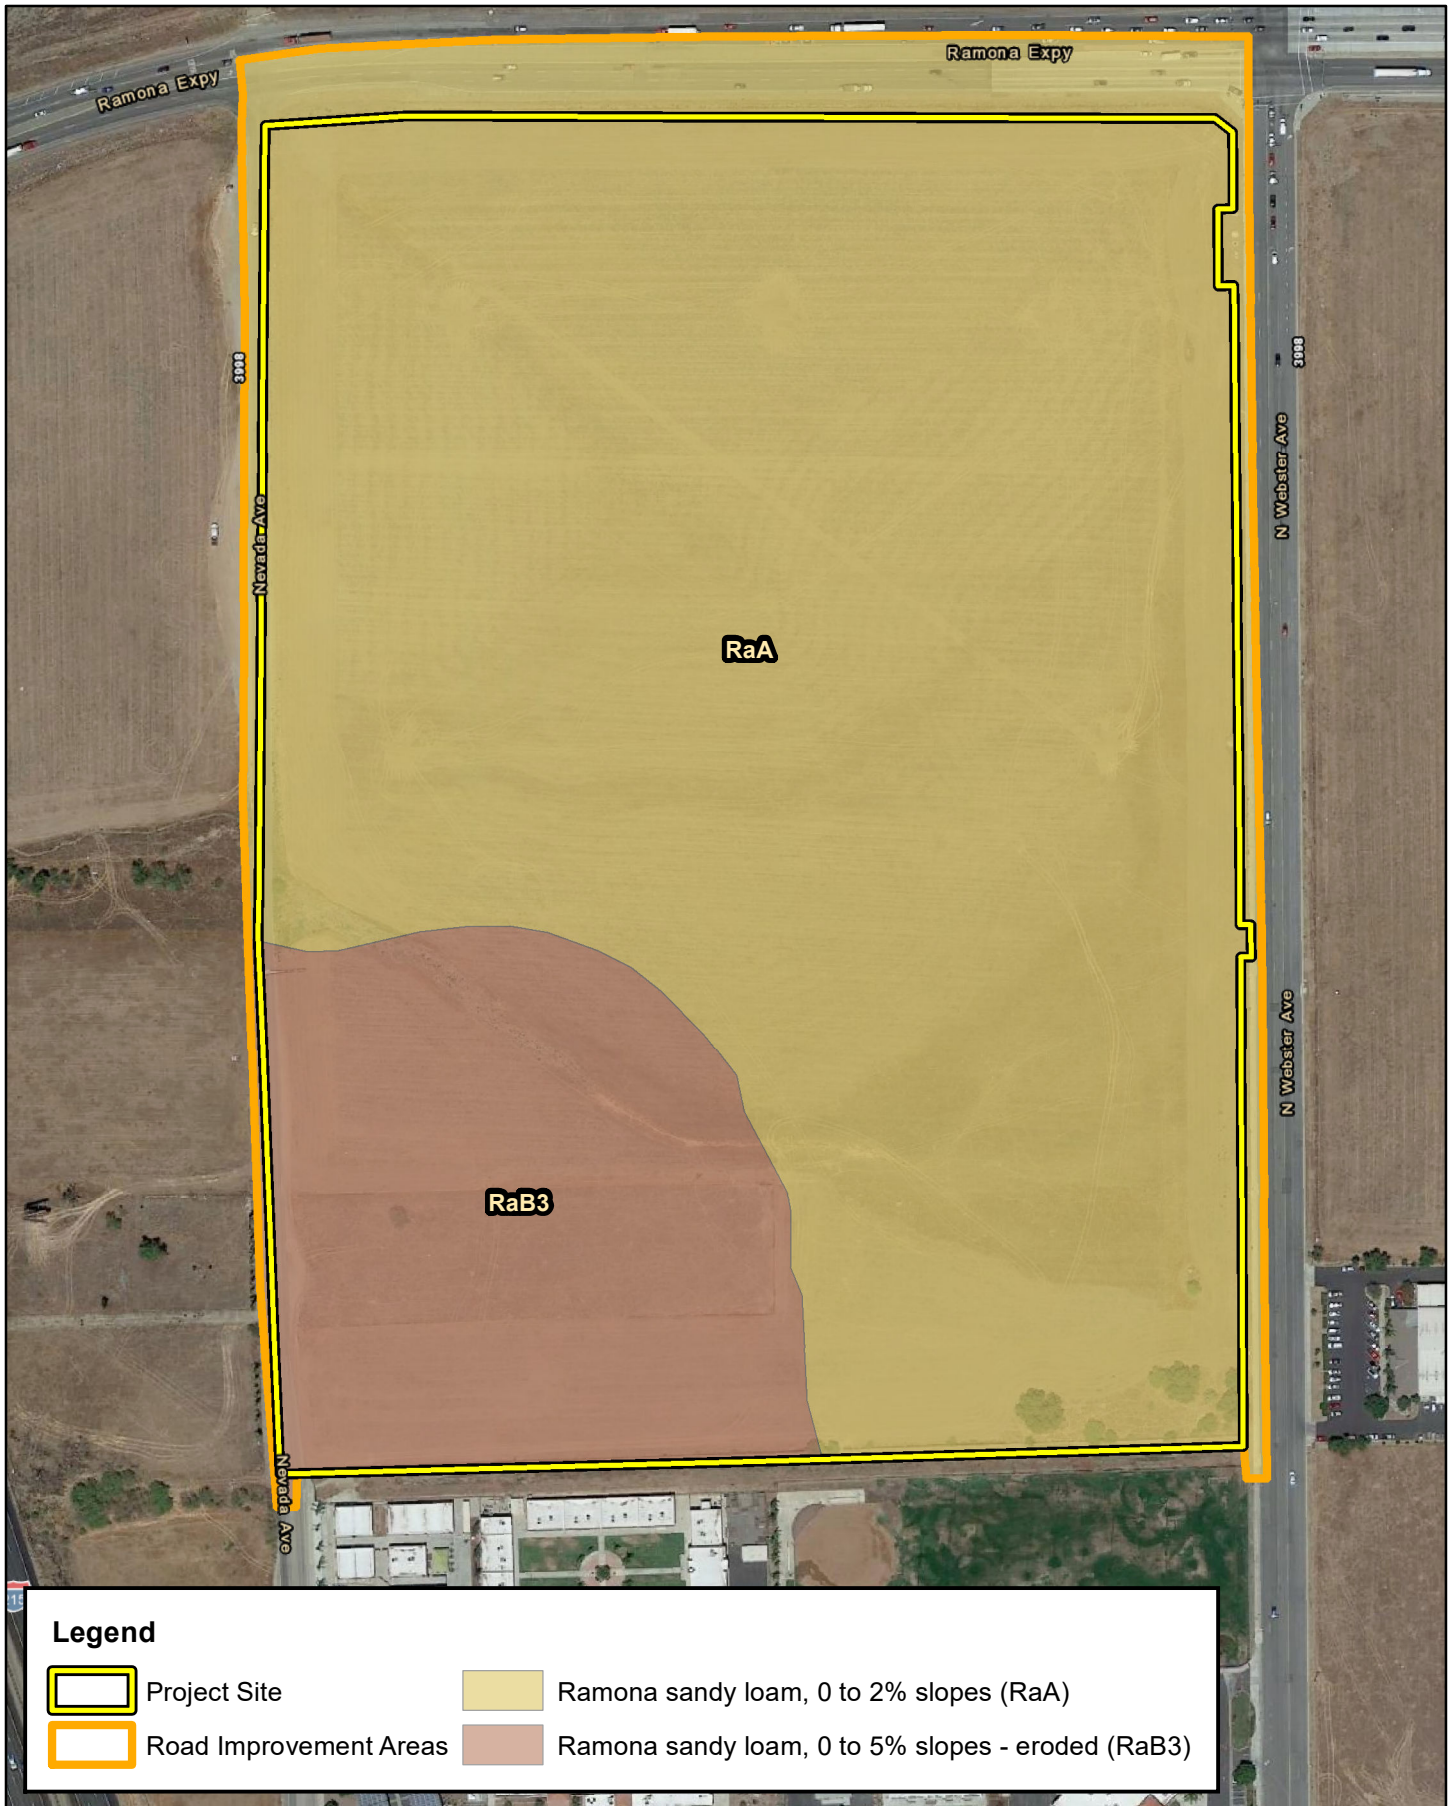 Ramona Expy
Ramona Expy
3998
3998
Nevada Ave
N Webster Ave
RaA
N Webster Ave
RaB3
Nevada Ave
Legend
Project Site
Ramona sandy loam, 0 to 2% slopes (RaA)
Road Improvement Areas
Ramona sandy loam, 0 to 5% slopes - eroded (RaB3)